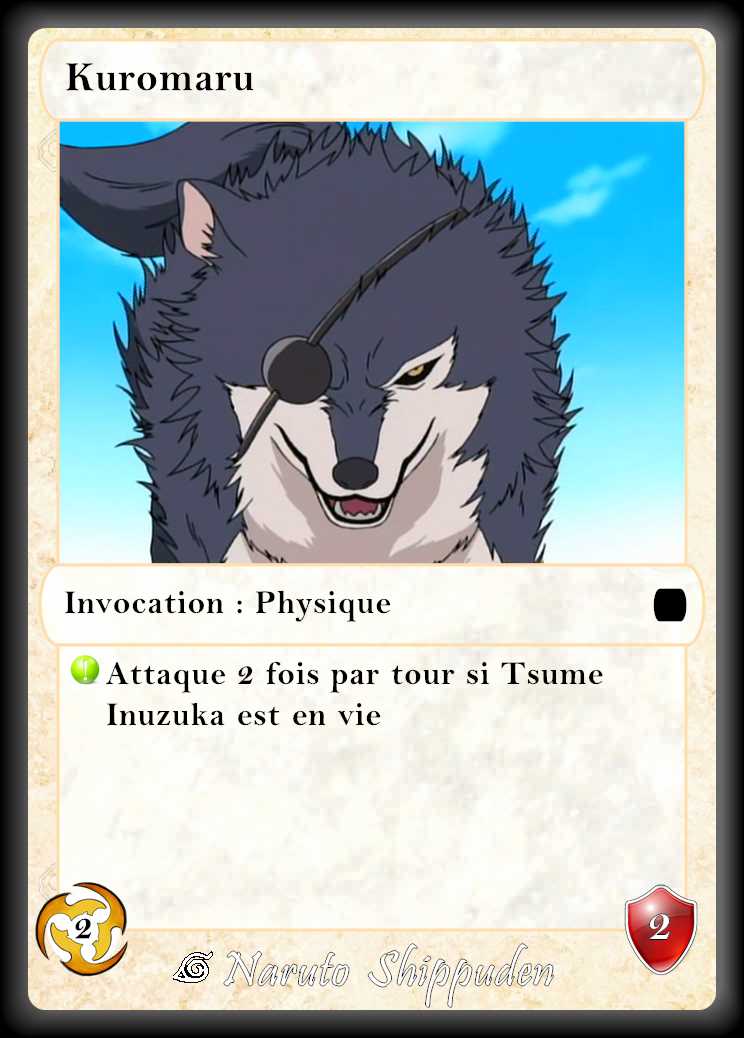 Kuromaru
Invocation : Physique
Attaque 2 fois par tour si Tsume
Inuzuka est en vie
2
2
Naruto Shippuden